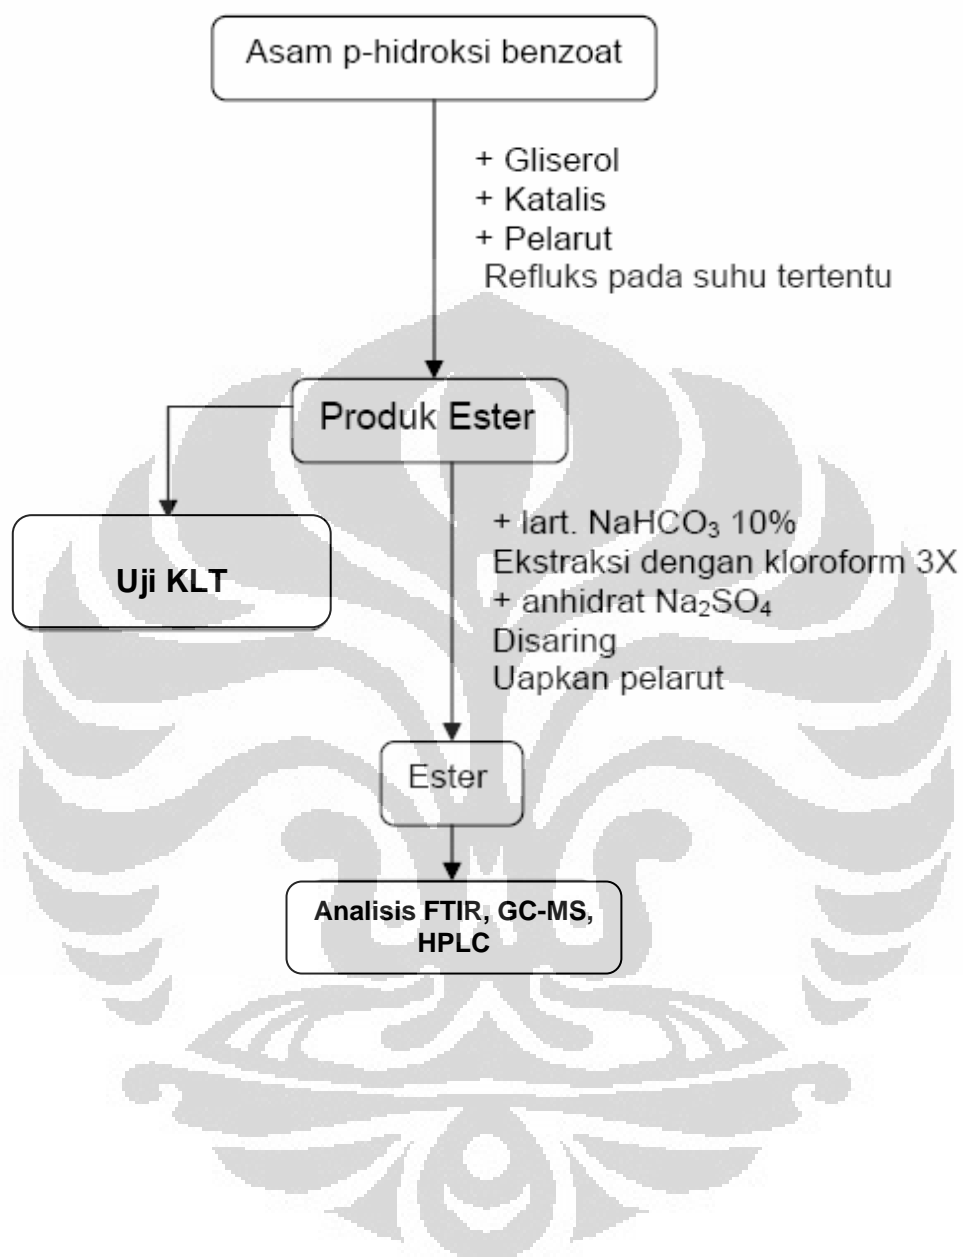 Asam p-hidroksi benzoat
+ Gliserol
+ Katalis
+ Pelarut
Refluks pada suhu tertentu
Produk Ester
Uji KLT
+ lart. NaHCO₃ 10%
Ekstraksi dengan kloroform 3X
+ anhidrat Na₂SO₄
Disaring
Uapkan pelarut
Ester
Analisis FTIR, GC-MS,
HPLC